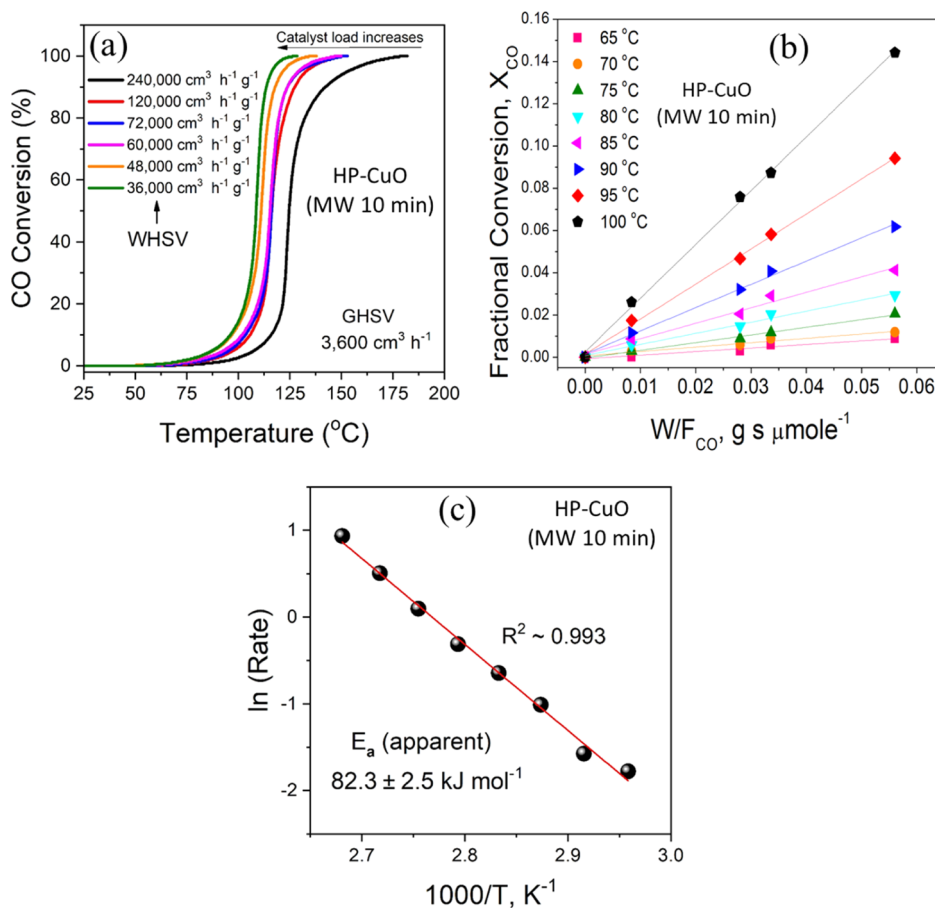 (a)
Catalyst load increases
240,000 cm³ h⁻¹ g⁻¹
120,000 cm³ h⁻¹ g⁻¹
72,000 cm³ h⁻¹ g⁻¹
60,000 cm³ h⁻¹ g⁻¹
48,000 cm³ h⁻¹ g⁻¹
36,000 cm³ h⁻¹ g⁻¹
WHSV
HP-CuO
(MW 10 min)
GHSV
3,600 cm³ h⁻¹
CO Conversion (%)
100
80
60
40
20
0
25 50 75 100 125 150 175 200
Temperature (°C)
(b)
65 °C
70 °C
75 °C
80 °C
85 °C
90 °C
95 °C
100 °C
HP-CuO
(MW 10 min)
Fractional Conversion, X_CO
0.16
0.14
0.12
0.10
0.08
0.06
0.04
0.02
0.00
0.00 0.01 0.02 0.03 0.04 0.05 0.06
W/F_CO, g s μmole⁻¹
(c)
HP-CuO
(MW 10 min)
R² ~ 0.993
Eₐ (apparent)
82.3 ± 2.5 kJ mol⁻¹
ln (Rate)
1
0
-1
-2
2.7 2.8 2.9 3.0
1000/T, K⁻¹